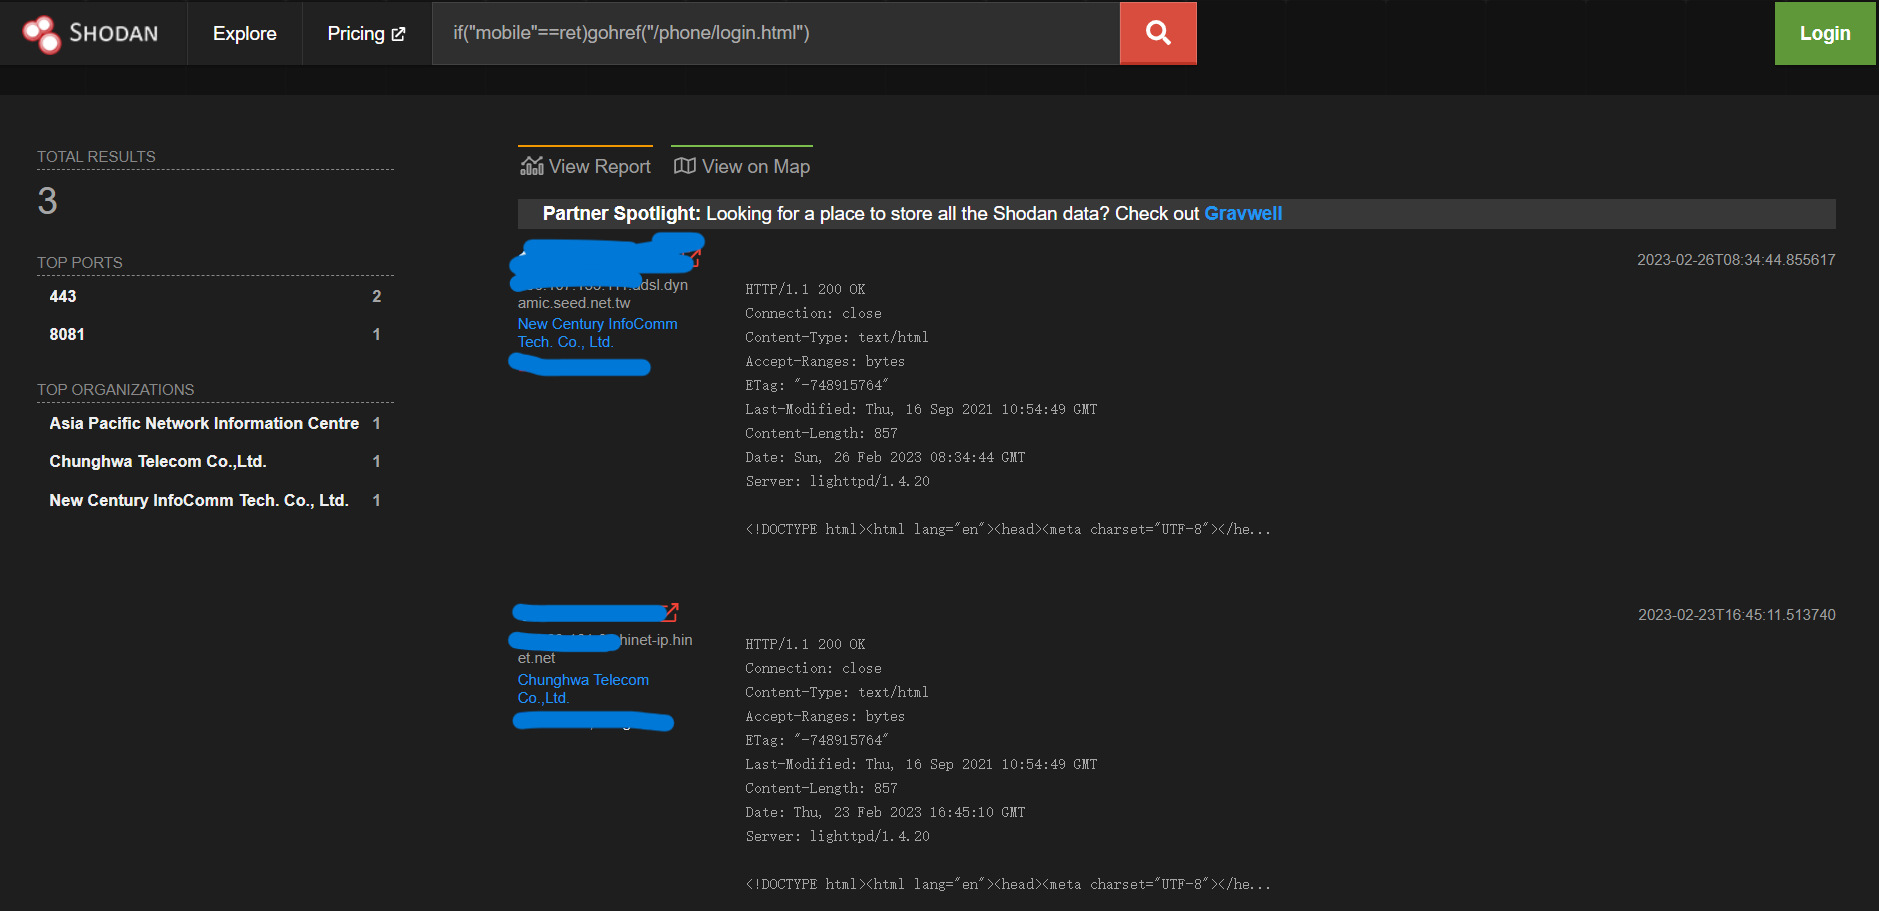 SHODAN
Explore
Pricing
if("mobile"==ret)gohref("/phone/login.html")
Login
TOTAL RESULTS
3
TOP PORTS
443 2
8081 1
TOP ORGANIZATIONS
Asia Pacific Network Information Centre 1
Chunghwa Telecom Co.,Ltd. 1
New Century InfoComm Tech. Co., Ltd. 1
View Report
View on Map
Partner Spotlight: Looking for a place to store all the Shodan data? Check out Gravwell
2023-02-26T08:34:44.855617
adsl.dyn
amic.seed.net.tw
New Century InfoComm
Tech. Co., Ltd.
HTTP/1.1 200 OK
Connection: close
Content-Type: text/html
Accept-Ranges: bytes
ETag: "-748915764"
Last-Modified: Thu, 16 Sep 2021 10:54:49 GMT
Content-Length: 857
Date: Sun, 26 Feb 2023 08:34:44 GMT
Server: lighttpd/1.4.20
<!DOCTYPE html><html lang="en"><head><meta charset="UTF-8"></he...
2023-02-23T16:45:11.513740
hinet-ip.hin
et.net
Chunghwa Telecom
Co.,Ltd.
HTTP/1.1 200 OK
Connection: close
Content-Type: text/html
Accept-Ranges: bytes
ETag: "-748915764"
Last-Modified: Thu, 16 Sep 2021 10:54:49 GMT
Content-Length: 857
Date: Thu, 23 Feb 2023 16:45:10 GMT
Server: lighttpd/1.4.20
<!DOCTYPE html><html lang="en"><head><meta charset="UTF-8"></he...